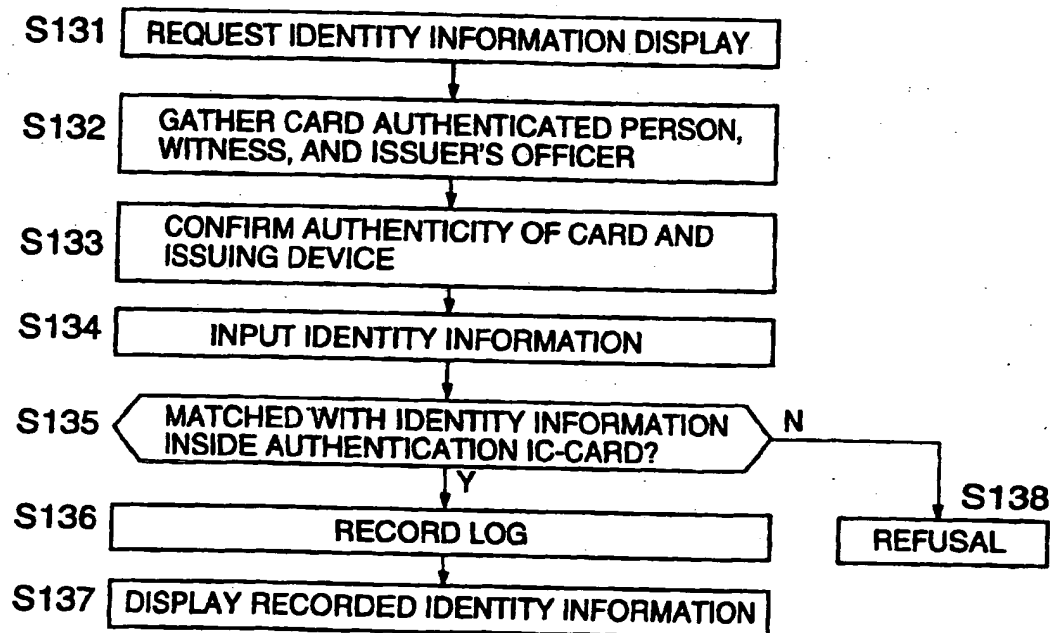 S131 REQUEST IDENTITY INFORMATION DISPLAY
S132 GATHER CARD AUTHENTICATED PERSON,
WITNESS, AND ISSUER'S OFFICER
S133 CONFIRM AUTHENTICITY OF CARD AND
ISSUING DEVICE
S134 INPUT IDENTITY INFORMATION
S135 MATCHED WITH IDENTITY INFORMATION
INSIDE AUTHENTICATION IC-CARD?
N
Y
S136 RECORD LOG
S138
REFUSAL
S137 DISPLAY RECORDED IDENTITY INFORMATION